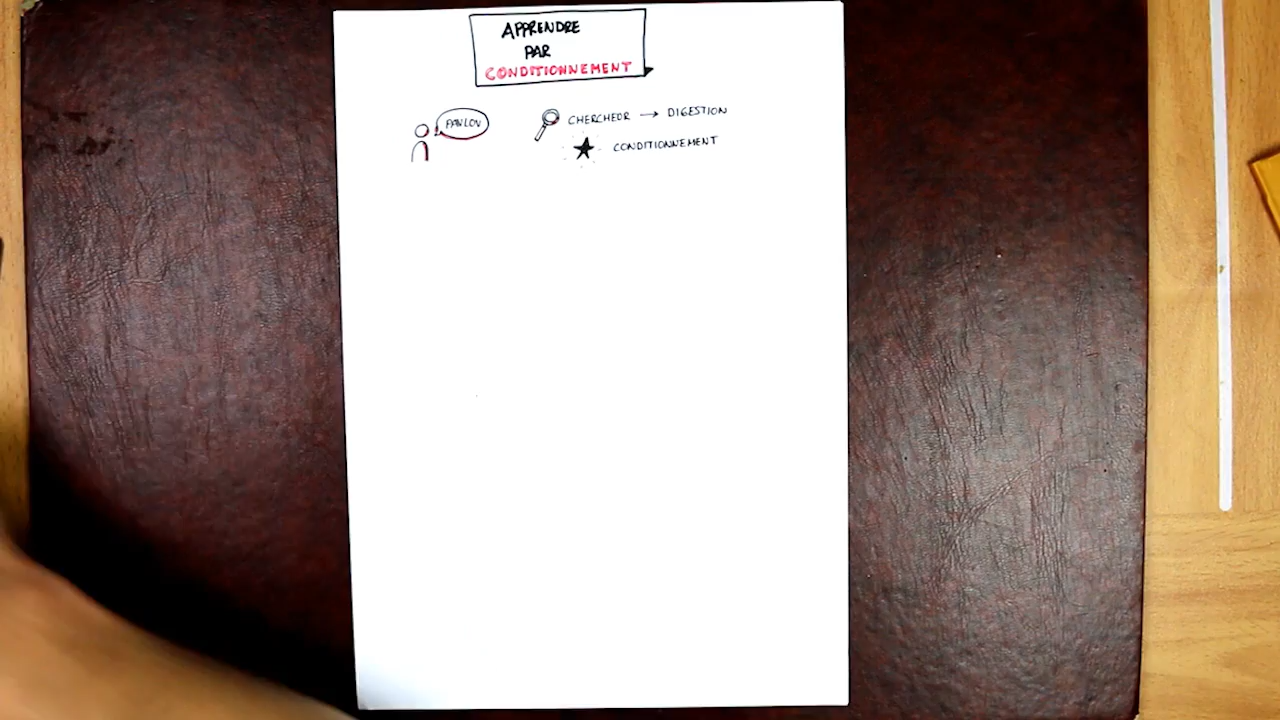 APPRENDRE
PAR
CONDITIONNEMENT
PAVLOV
CHERCHEUR → DIGESTION
CONDITIONNEMENT